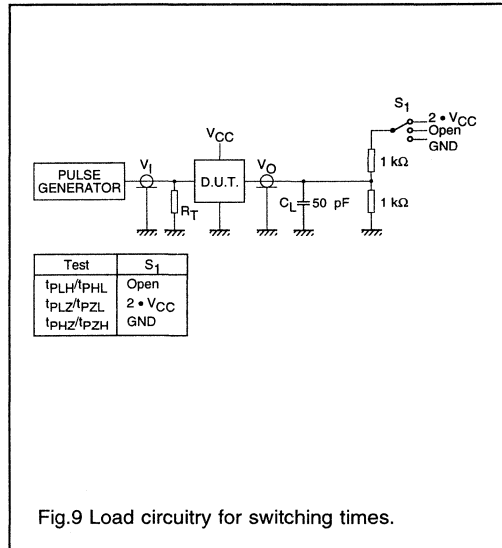 S1
2 • VCC
Open
GND
VCC
1 kΩ
PULSE GENERATOR
VI
D.U.T.
VO
RT
CL
50 pF
1 kΩ
Test S1
tPLH/tPHL Open
tPLZ/tPZL 2 • VCC
tPHZ/tPZH GND
Fig.9 Load circuitry for switching times.